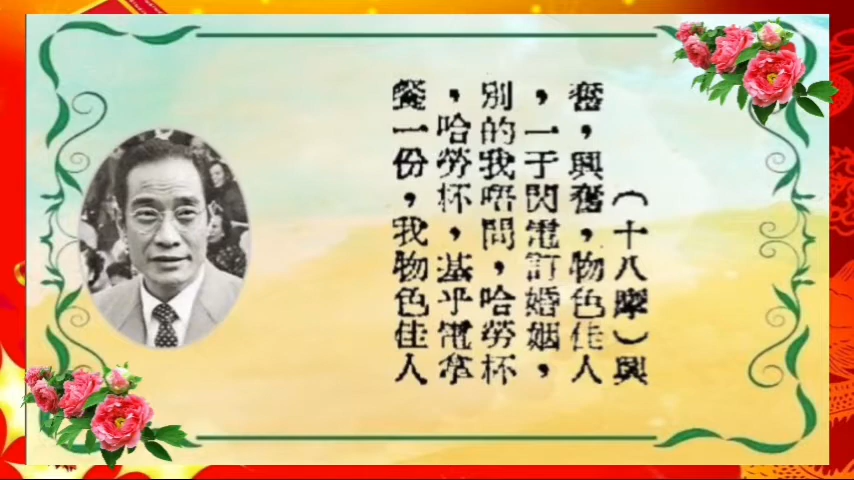 （十八摩）興
奮，興奮，物色佳人
，一于閃電訂婚姻，
別的我唔問，哈勞杯
，哈勞杯，基乎電
餐一份，我物色佳人